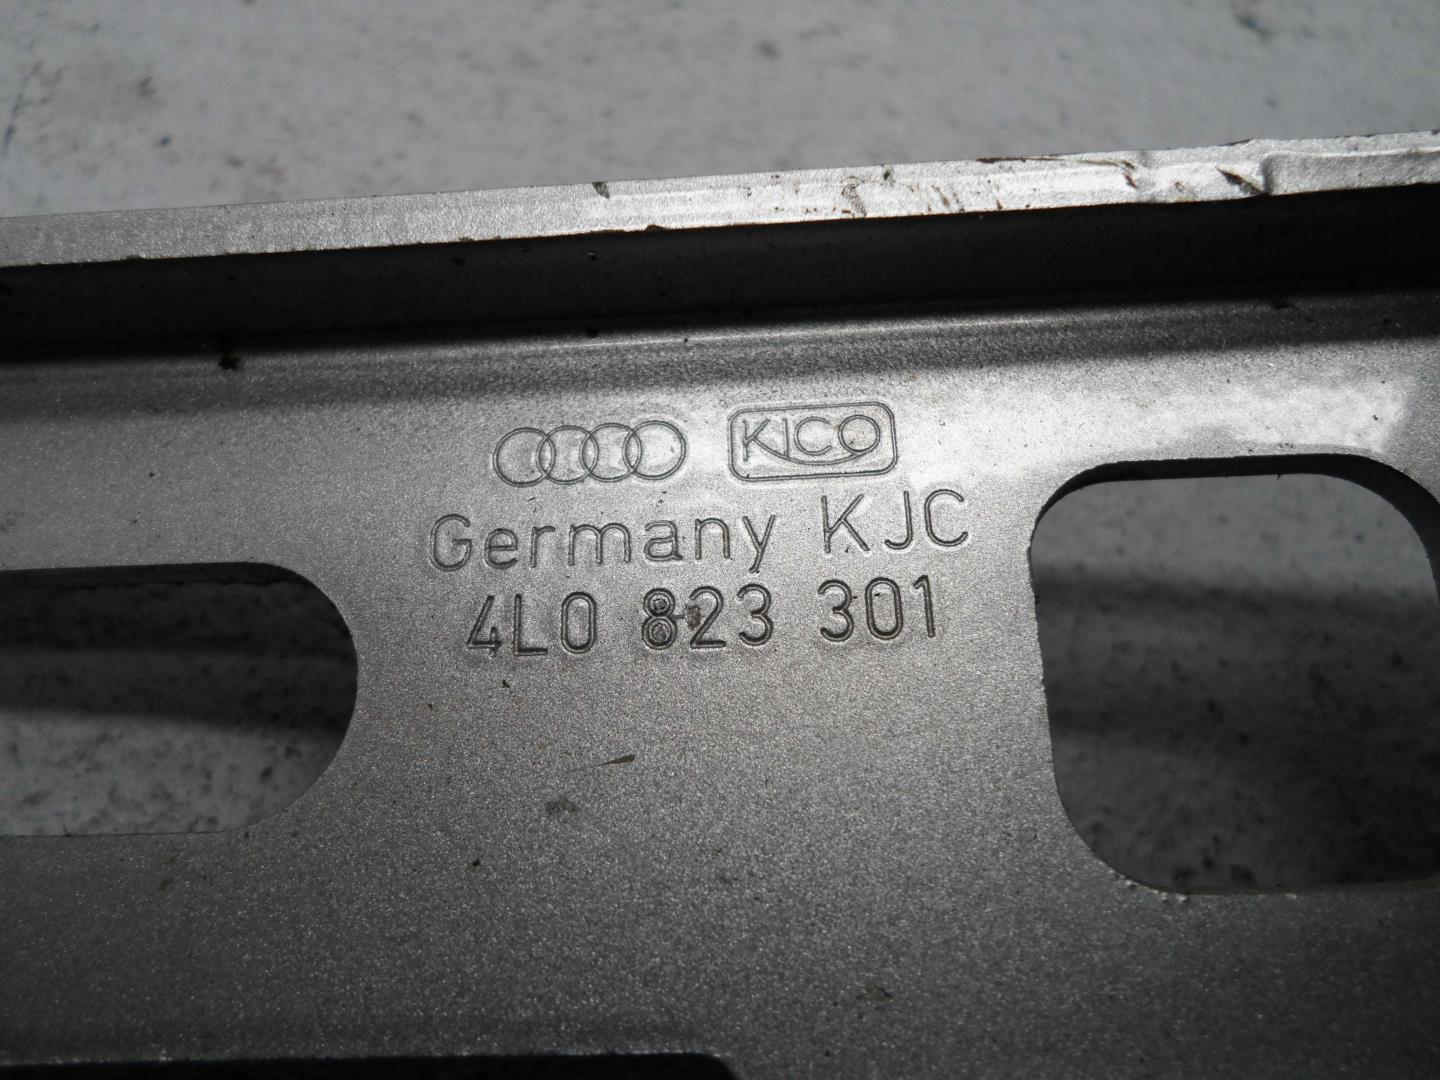 KICO
Germany KJC
4L0 823 301